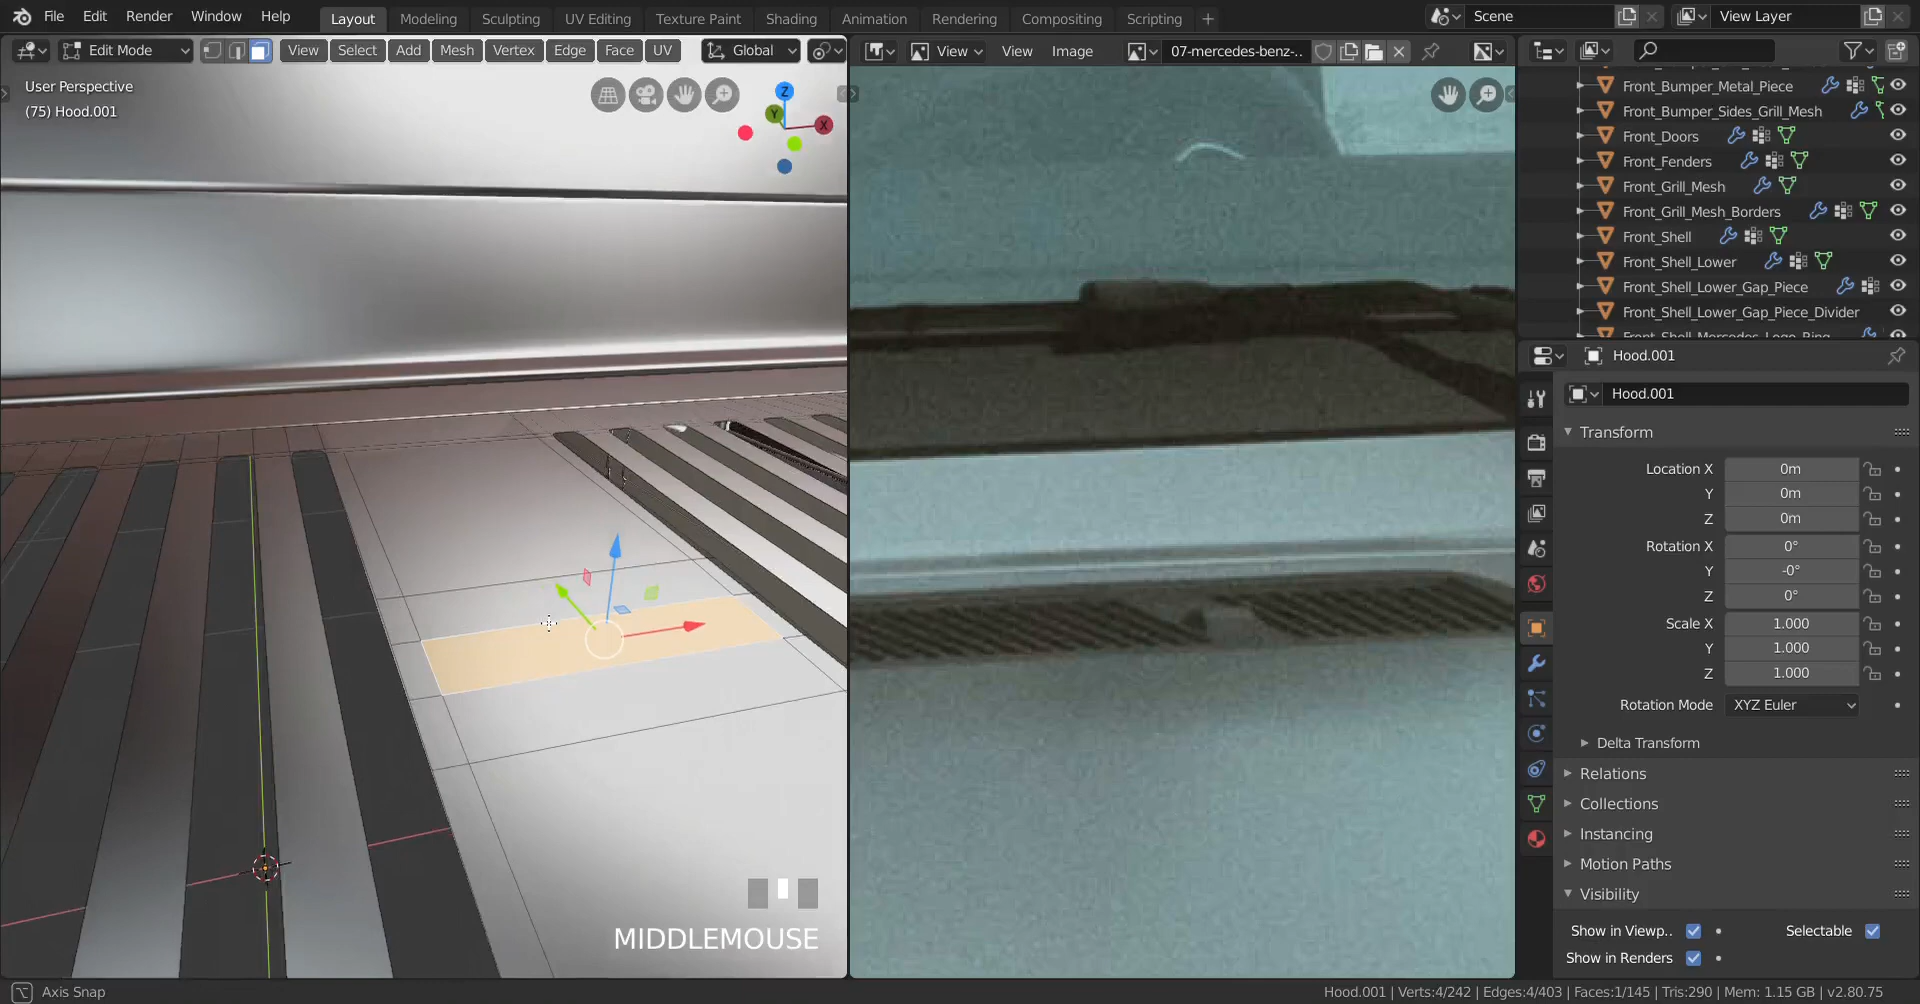 File Edit Render Window Help Layout Modeling Sculpting UV Editing Texture Paint Shading Animation Rendering Compositing Scripting Scene View Layer
Edit Mode View Select Add Mesh Vertex Edge Face UV Global View View Image 07-mercedes-benz-..
User Perspective
(75) Hood.001
Z
Y
X
Front_Bumper_Metal_Piece
Front_Bumper_Sides_Grill_Mesh
Front_Doors
Front_Fenders
Front_Grill_Mesh
Front_Grill_Mesh_Borders
Front_Shell
Front_Shell_Lower
Front_Shell_Lower_Gap_Piece
Front_Shell_Lower_Gap_Piece_Divider
Front_Shell_Mercedes_Logo_Ring
Hood.001
Hood.001
Transform
Location X 0m
Y 0m
Z 0m
Rotation X 0°
Y -0°
Z 0°
Scale X 1.000
Y 1.000
Z 1.000
Rotation Mode XYZ Euler
Delta Transform
Relations
Collections
Instancing
Motion Paths
Visibility
Show in Viewp.. Selectable
Show in Renders
MIDDLEMOUSE
Axis Snap
Hood.001 | Verts:4/242 | Edges:4/403 | Faces:1/145 | Tris:290 | Mem: 1.15 GB | v2.80.75